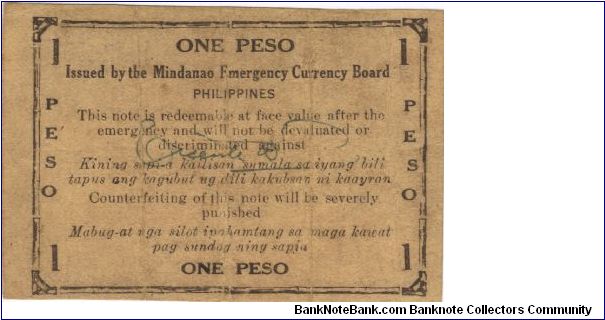 1 ONE PESO 1
Issued by the Mindanao Emergency Currency Board
PHILIPPINES
PESO
PESO
This note is redeemable at face value after the
emergency and will not be devaluated or
discriminated against
Kining sapi-a kailisan sumala sa iyang bili
tapus ang kagubut ug dili kakubsan ni kaayran
Counterfeiting of this note will be severely
punished
Mabug-at nga silot ipahamtang sa maga kawat
pag sundog ning sapia
1 ONE PESO 1
BankNoteBank.com Banknote Collectors Community